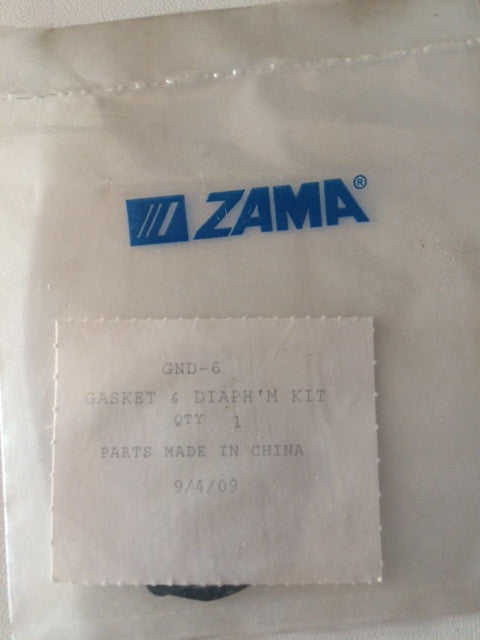 ZAMA®
GND-6
GASKET & DIAPH'M KIT
QTY 1
PARTS MADE IN CHINA
9/4/09